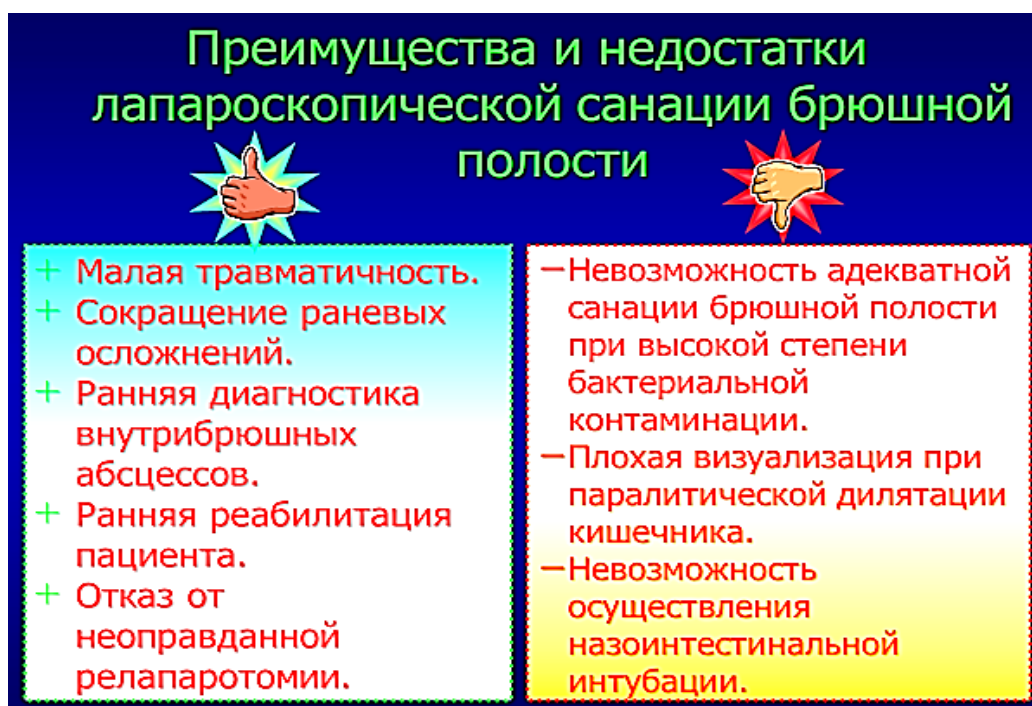 Преимущества и недостатки
лапароскопической санации брюшной
полости
+ Малая травматичность.
+ Сокращение раневых
осложнений.
+ Ранняя диагностика
внутрибрюшных
абсцессов.
+ Ранняя реабилитация
пациента.
+ Отказ от
неоправданной
релапаротомии.
−Невозможность адекватной
санации брюшной полости
при высокой степени
бактериальной
контаминации.
−Плохая визуализация при
паралитической дилятации
кишечника.
−Невозможность
осуществления
назоинтестинальной
интубации.